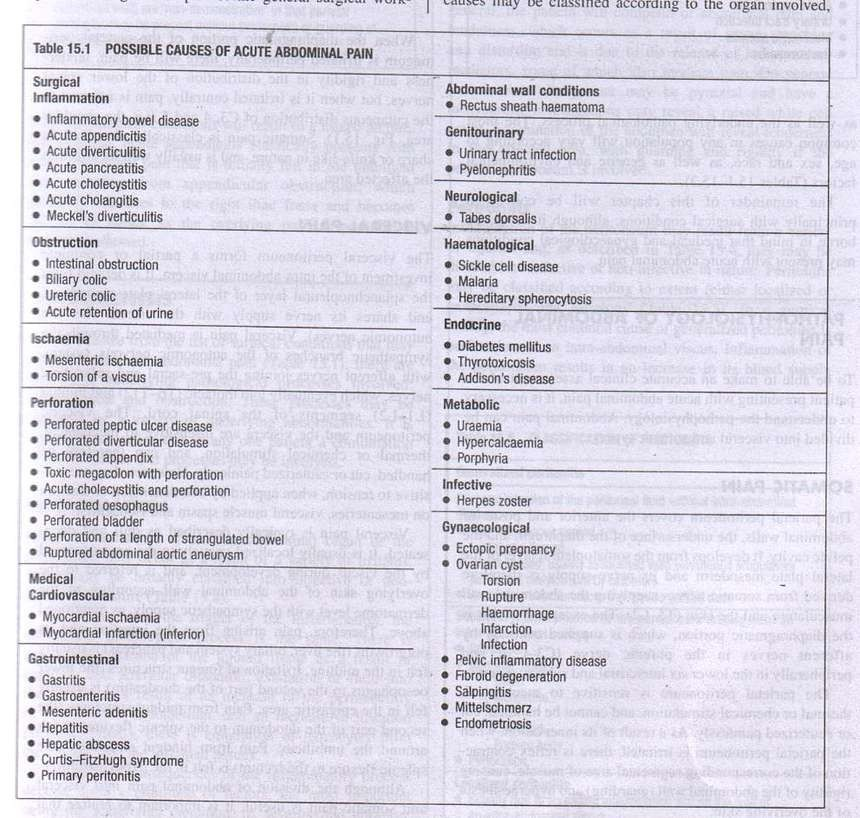 causes may be classified according to the organ involved,
Table 15.1 POSSIBLE CAUSES OF ACUTE ABDOMINAL PAIN
Surgical
Inflammation
• Inflammatory bowel disease
• Acute appendicitis
• Acute diverticulitis
• Acute pancreatitis
• Acute cholecystitis
• Acute cholangitis
• Meckel's diverticulitis
Obstruction
• Intestinal obstruction
• Biliary colic
• Ureteric colic
• Acute retention of urine
Ischaemia
• Mesenteric ischaemia
• Torsion of a viscus
Perforation
• Perforated peptic ulcer disease
• Perforated diverticular disease
• Perforated appendix
• Toxic megacolon with perforation
• Acute cholecystitis and perforation
• Perforated oesophagus
• Perforated bladder
• Perforation of a length of strangulated bowel
• Ruptured abdominal aortic aneurysm
Medical
Cardiovascular
• Myocardial ischaemia
• Myocardial infarction (inferior)
Gastrointestinal
• Gastritis
• Gastroenteritis
• Mesenteric adenitis
• Hepatitis
• Hepatic abscess
• Curtis–FitzHugh syndrome
• Primary peritonitis
Abdominal wall conditions
• Rectus sheath haematoma
Genitourinary
• Urinary tract infection
• Pyelonephritis
Neurological
• Tabes dorsalis
Haematological
• Sickle cell disease
• Malaria
• Hereditary spherocytosis
Endocrine
• Diabetes mellitus
• Thyrotoxicosis
• Addison's disease
Metabolic
• Uraemia
• Hypercalcaemia
• Porphyria
Infective
• Herpes zoster
Gynaecological
• Ectopic pregnancy
• Ovarian cyst
Torsion
Rupture
Haemorrhage
Infarction
Infection
• Pelvic inflammatory disease
• Fibroid degeneration
• Salpingitis
• Mittelschmerz
• Endometriosis